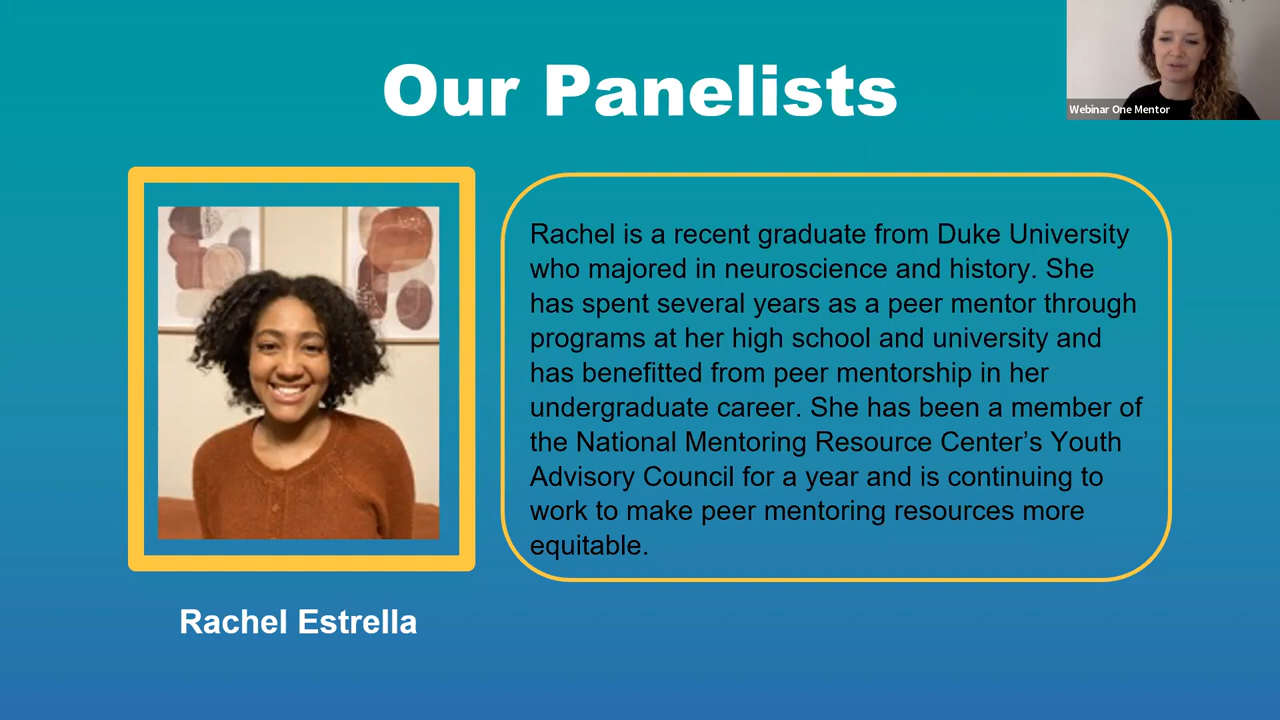 Our Panelists
Webinar One Mentor
Rachel is a recent graduate from Duke University
who majored in neuroscience and history. She
has spent several years as a peer mentor through
programs at her high school and university and
has benefitted from peer mentorship in her
undergraduate career. She has been a member of
the National Mentoring Resource Center’s Youth
Advisory Council for a year and is continuing to
work to make peer mentoring resources more
equitable.
Rachel Estrella